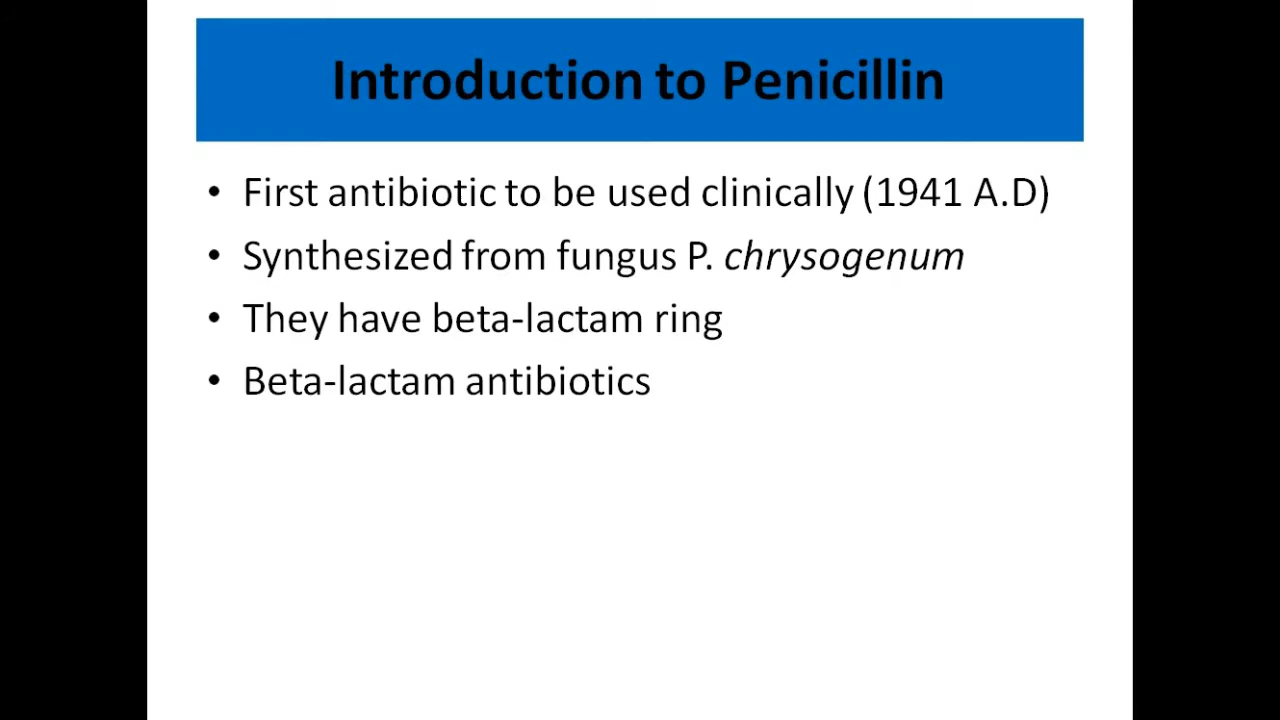 Introduction to Penicillin
• First antibiotic to be used clinically (1941 A.D)
• Synthesized from fungus P. chrysogenum
• They have beta-lactam ring
• Beta-lactam antibiotics